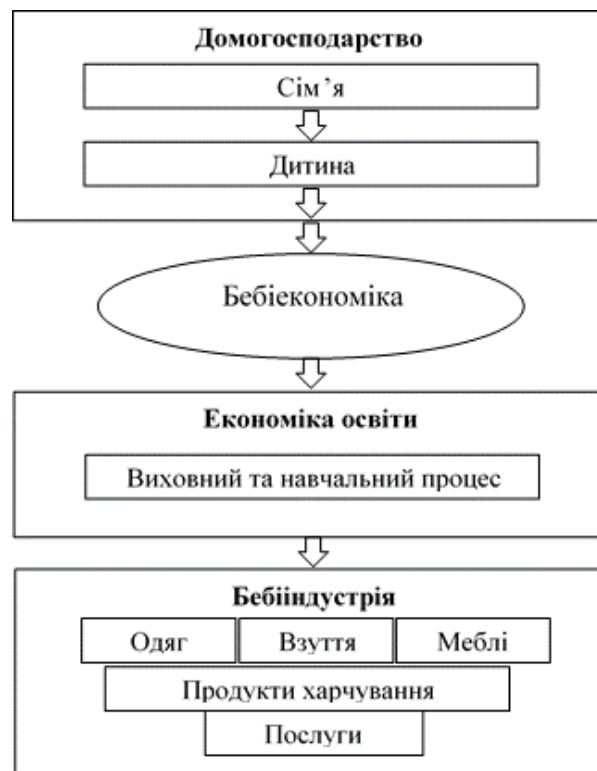 Домогосподарство
Сім’я
Дитина
Бебіекономіка
Економіка освіти
Виховний та навчальний процес
Бебііндустрія
Одяг Взуття Меблі
Продукти харчування
Послуги